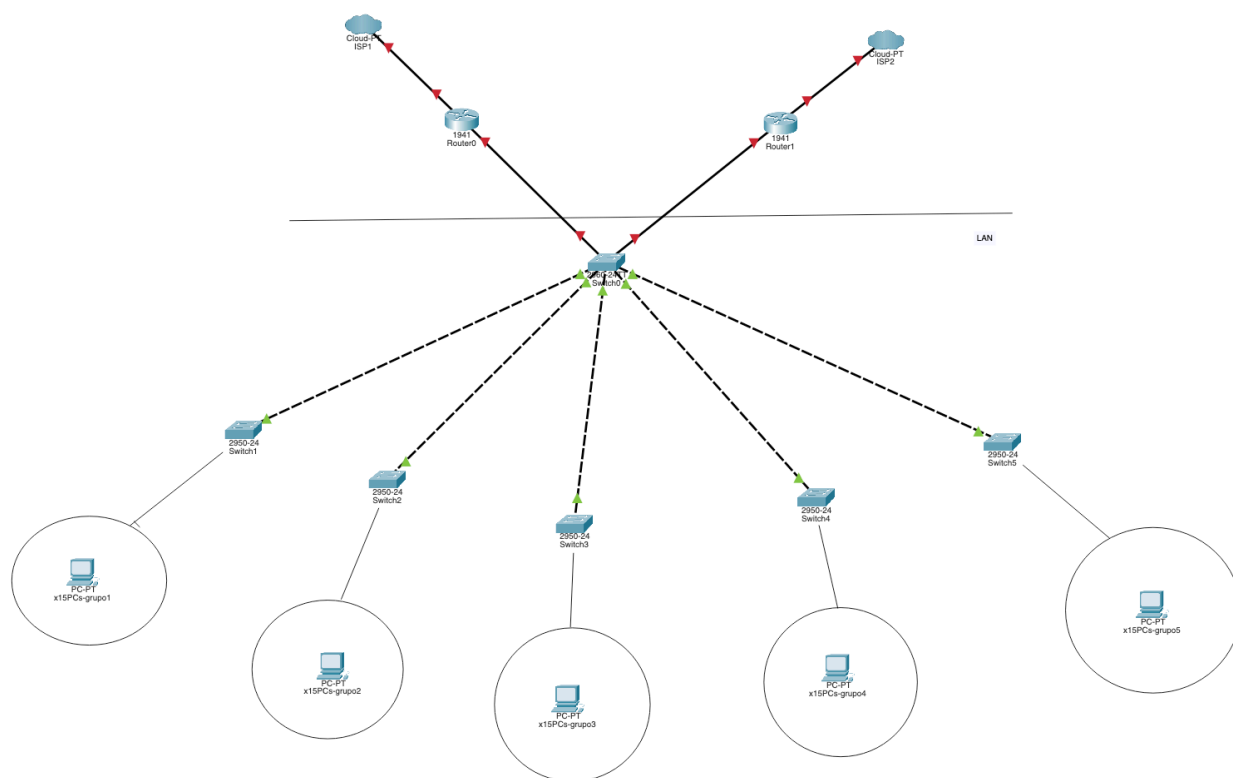 Cloud-PT
ISP1
Cloud-PT
ISP2
1941
Router0
1941
Router1
LAN
Switch0
2950-24
Switch1
2950-24
Switch2
2950-24
Switch3
2950-24
Switch4
2950-24
Switch5
PC-PT
x15PCs-grupo1
PC-PT
x15PCs-grupo2
PC-PT
x15PCs-grupo3
PC-PT
x15PCs-grupo4
PC-PT
x15PCs-grupo5